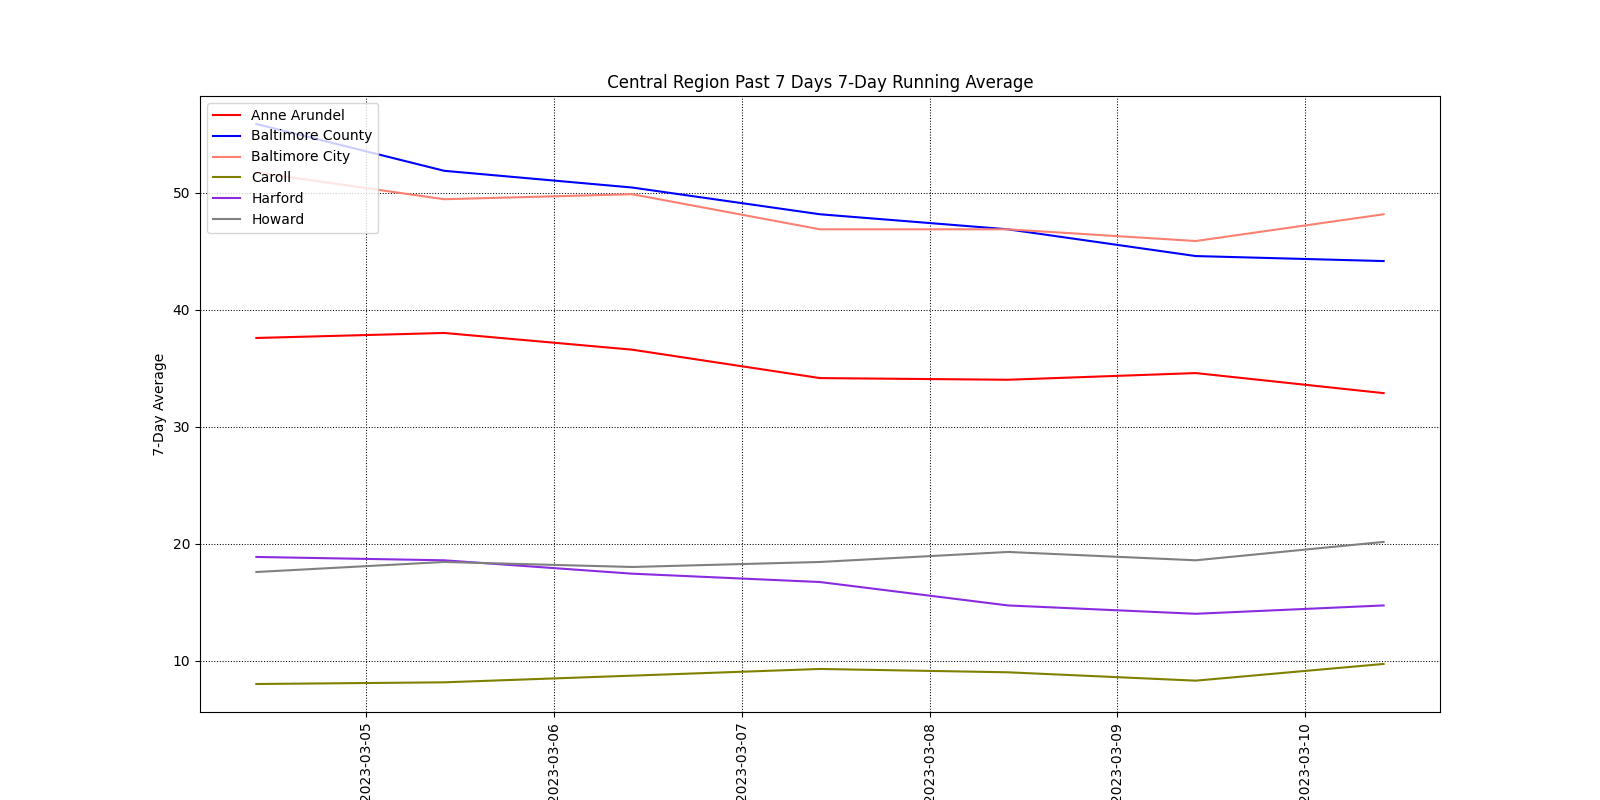 Central Region Past 7 Days 7-Day Running Average
Anne Arundel
Baltimore County
Baltimore City
Caroll
Harford
Howard
7-Day Average
50
40
30
20
10
2023-03-05
2023-03-06
2023-03-07
2023-03-08
2023-03-09
2023-03-10